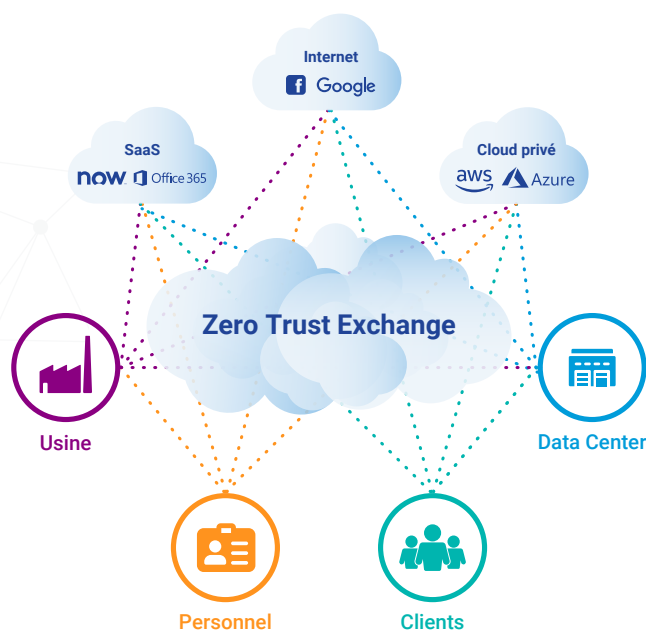 Internet
f Google
SaaS
now Office 365
Cloud privé
aws Azure
Zero Trust Exchange
Usine
Data Center
Personnel
Clients